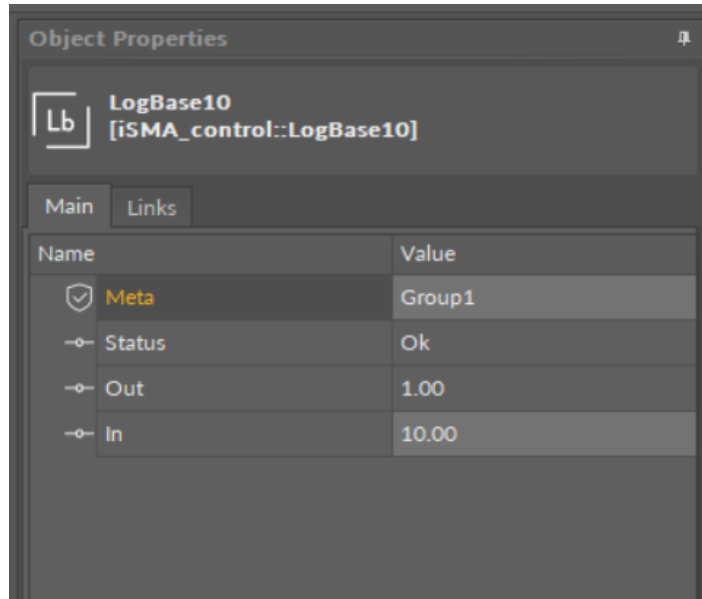 Object Properties
Lb
LogBase10
[iSMA_control::LogBase10]
Main Links
Name Value
Meta Group1
Status Ok
Out 1.00
In 10.00